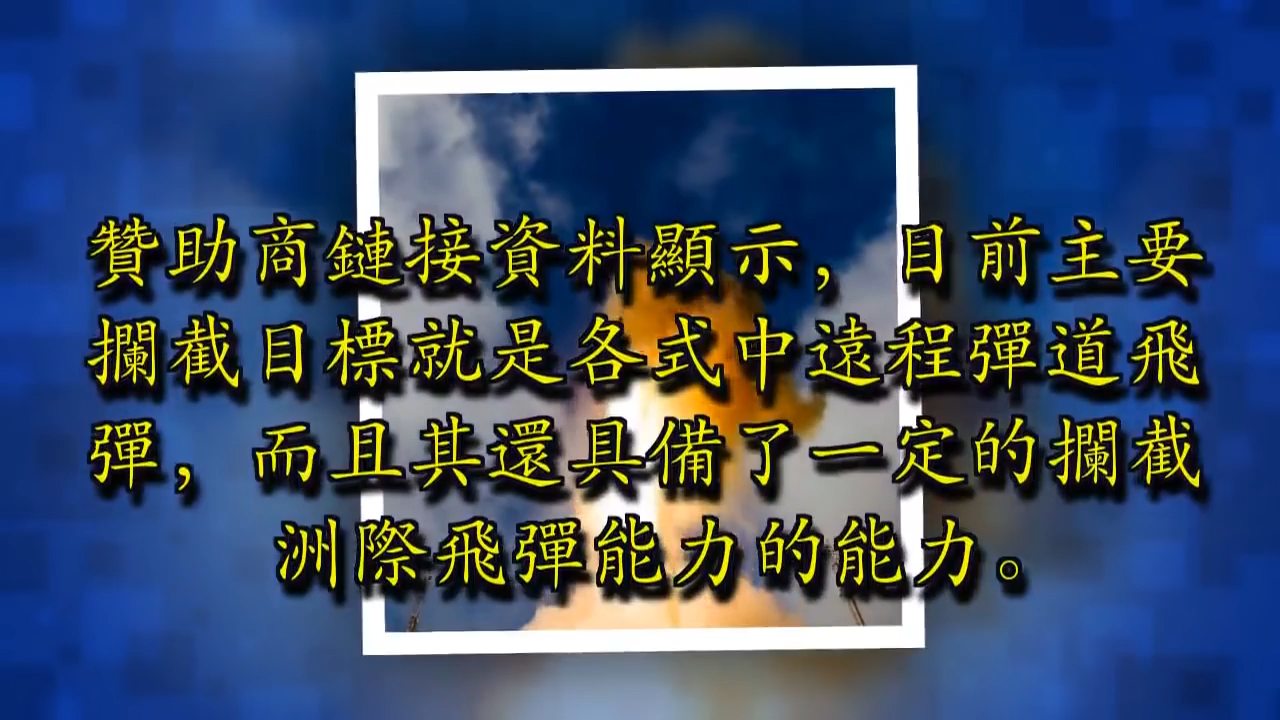 贊助商鏈接資料顯示，目前主要
攔截目標就是各式中遠程彈道飛
彈，而且其還具備了一定的攔截
洲際飛彈能力的能力。